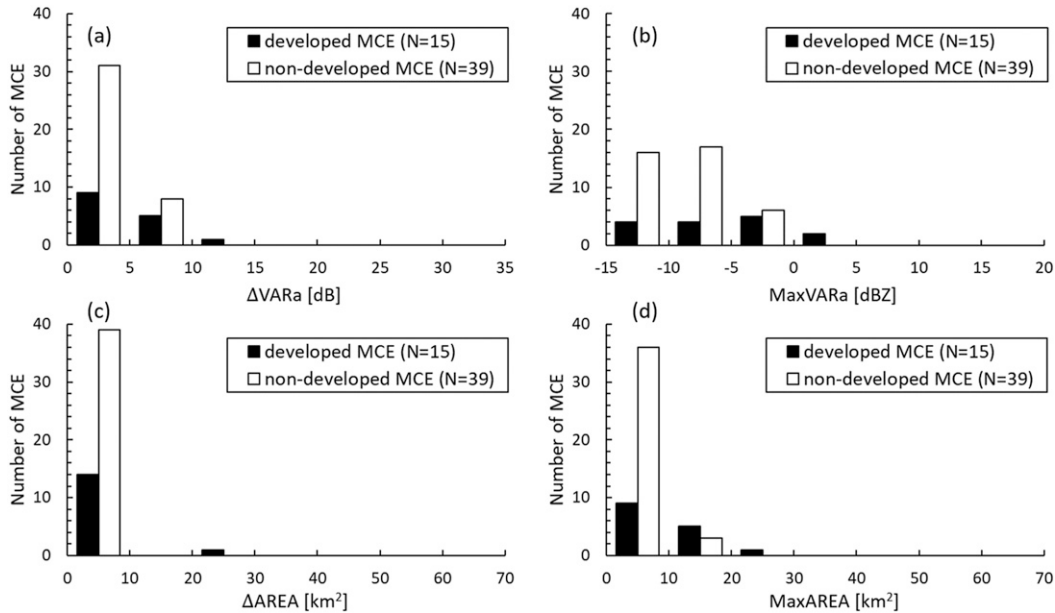 (a)
developed MCE (N=15)
non-developed MCE (N=39)
Number of MCE
40
30
20
10
0
0 5 10 15 20 25 30 35
ΔVARa [dB]
(b)
developed MCE (N=15)
non-developed MCE (N=39)
Number of MCE
40
30
20
10
0
-15 -10 -5 0 5 10 15 20
MaxVARa [dBZ]
(c)
developed MCE (N=15)
non-developed MCE (N=39)
Number of MCE
40
30
20
10
0
0 10 20 30 40 50 60 70
ΔAREA [km²]
(d)
developed MCE (N=15)
non-developed MCE (N=39)
Number of MCE
40
30
20
10
0
0 10 20 30 40 50 60 70
MaxAREA [km²]